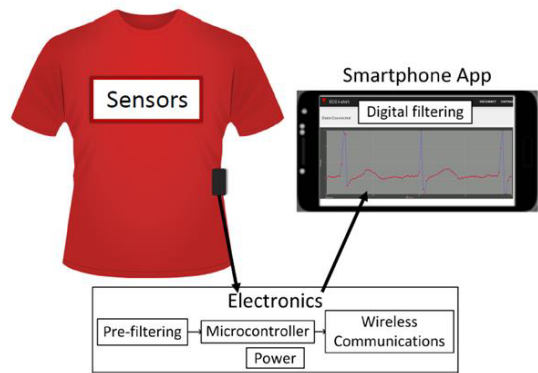 Sensors
Smartphone App
Digital filtering
Electronics
Pre-filtering
Microcontroller
Wireless
Communications
Power